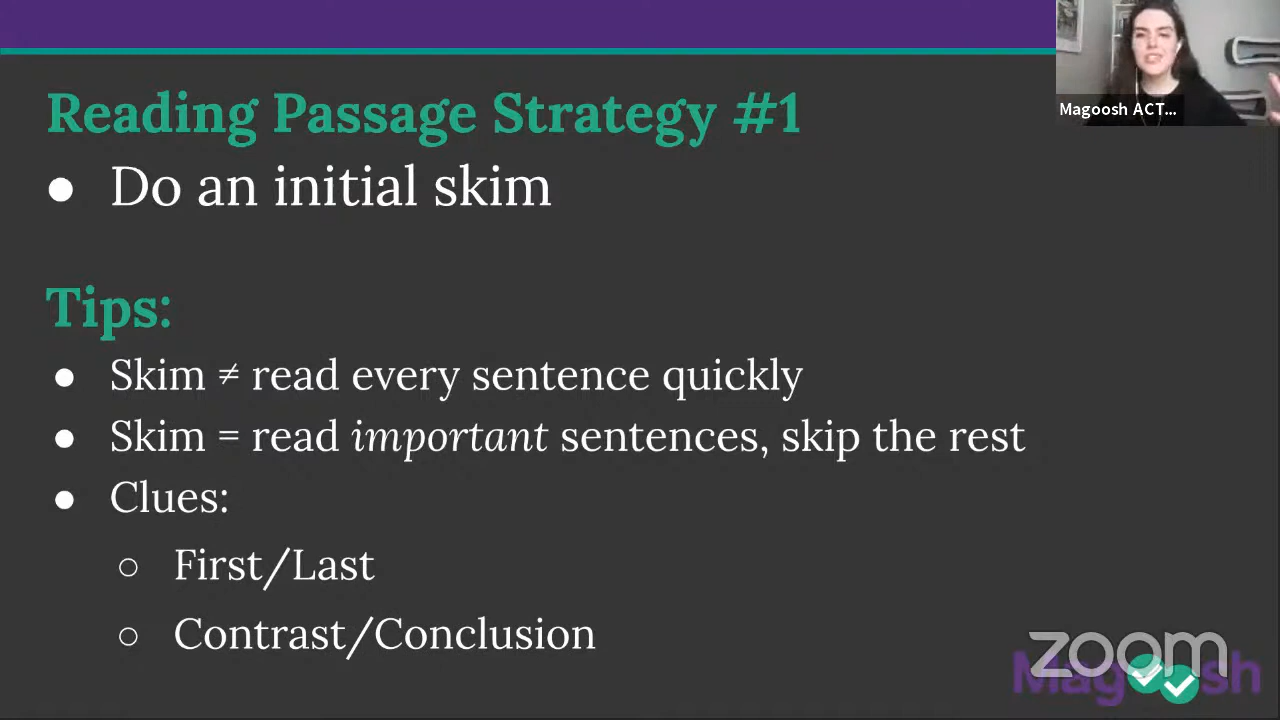 Magoosh ACT...
Reading Passage Strategy #1
● Do an initial skim
Tips:
● Skim ≠ read every sentence quickly
● Skim = read important sentences, skip the rest
● Clues:
○ First/Last
○ Contrast/Conclusion
zoom
Magoosh